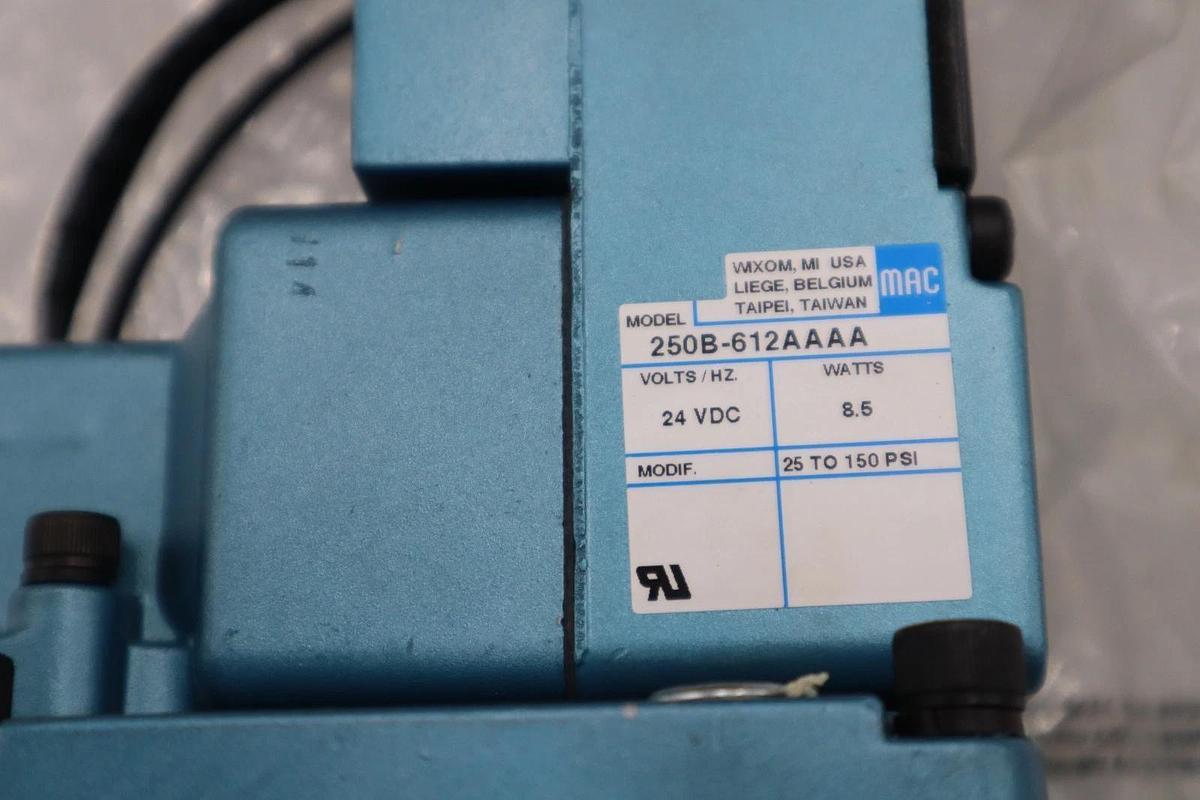 WIXOM, MI USA
LIEGE, BELGIUM
TAIPEI, TAIWAN
MAC
MODEL
250B-612AAAA
VOLTS / HZ.
24 VDC
WATTS
8.5
MODIF.
25 TO 150 PSI